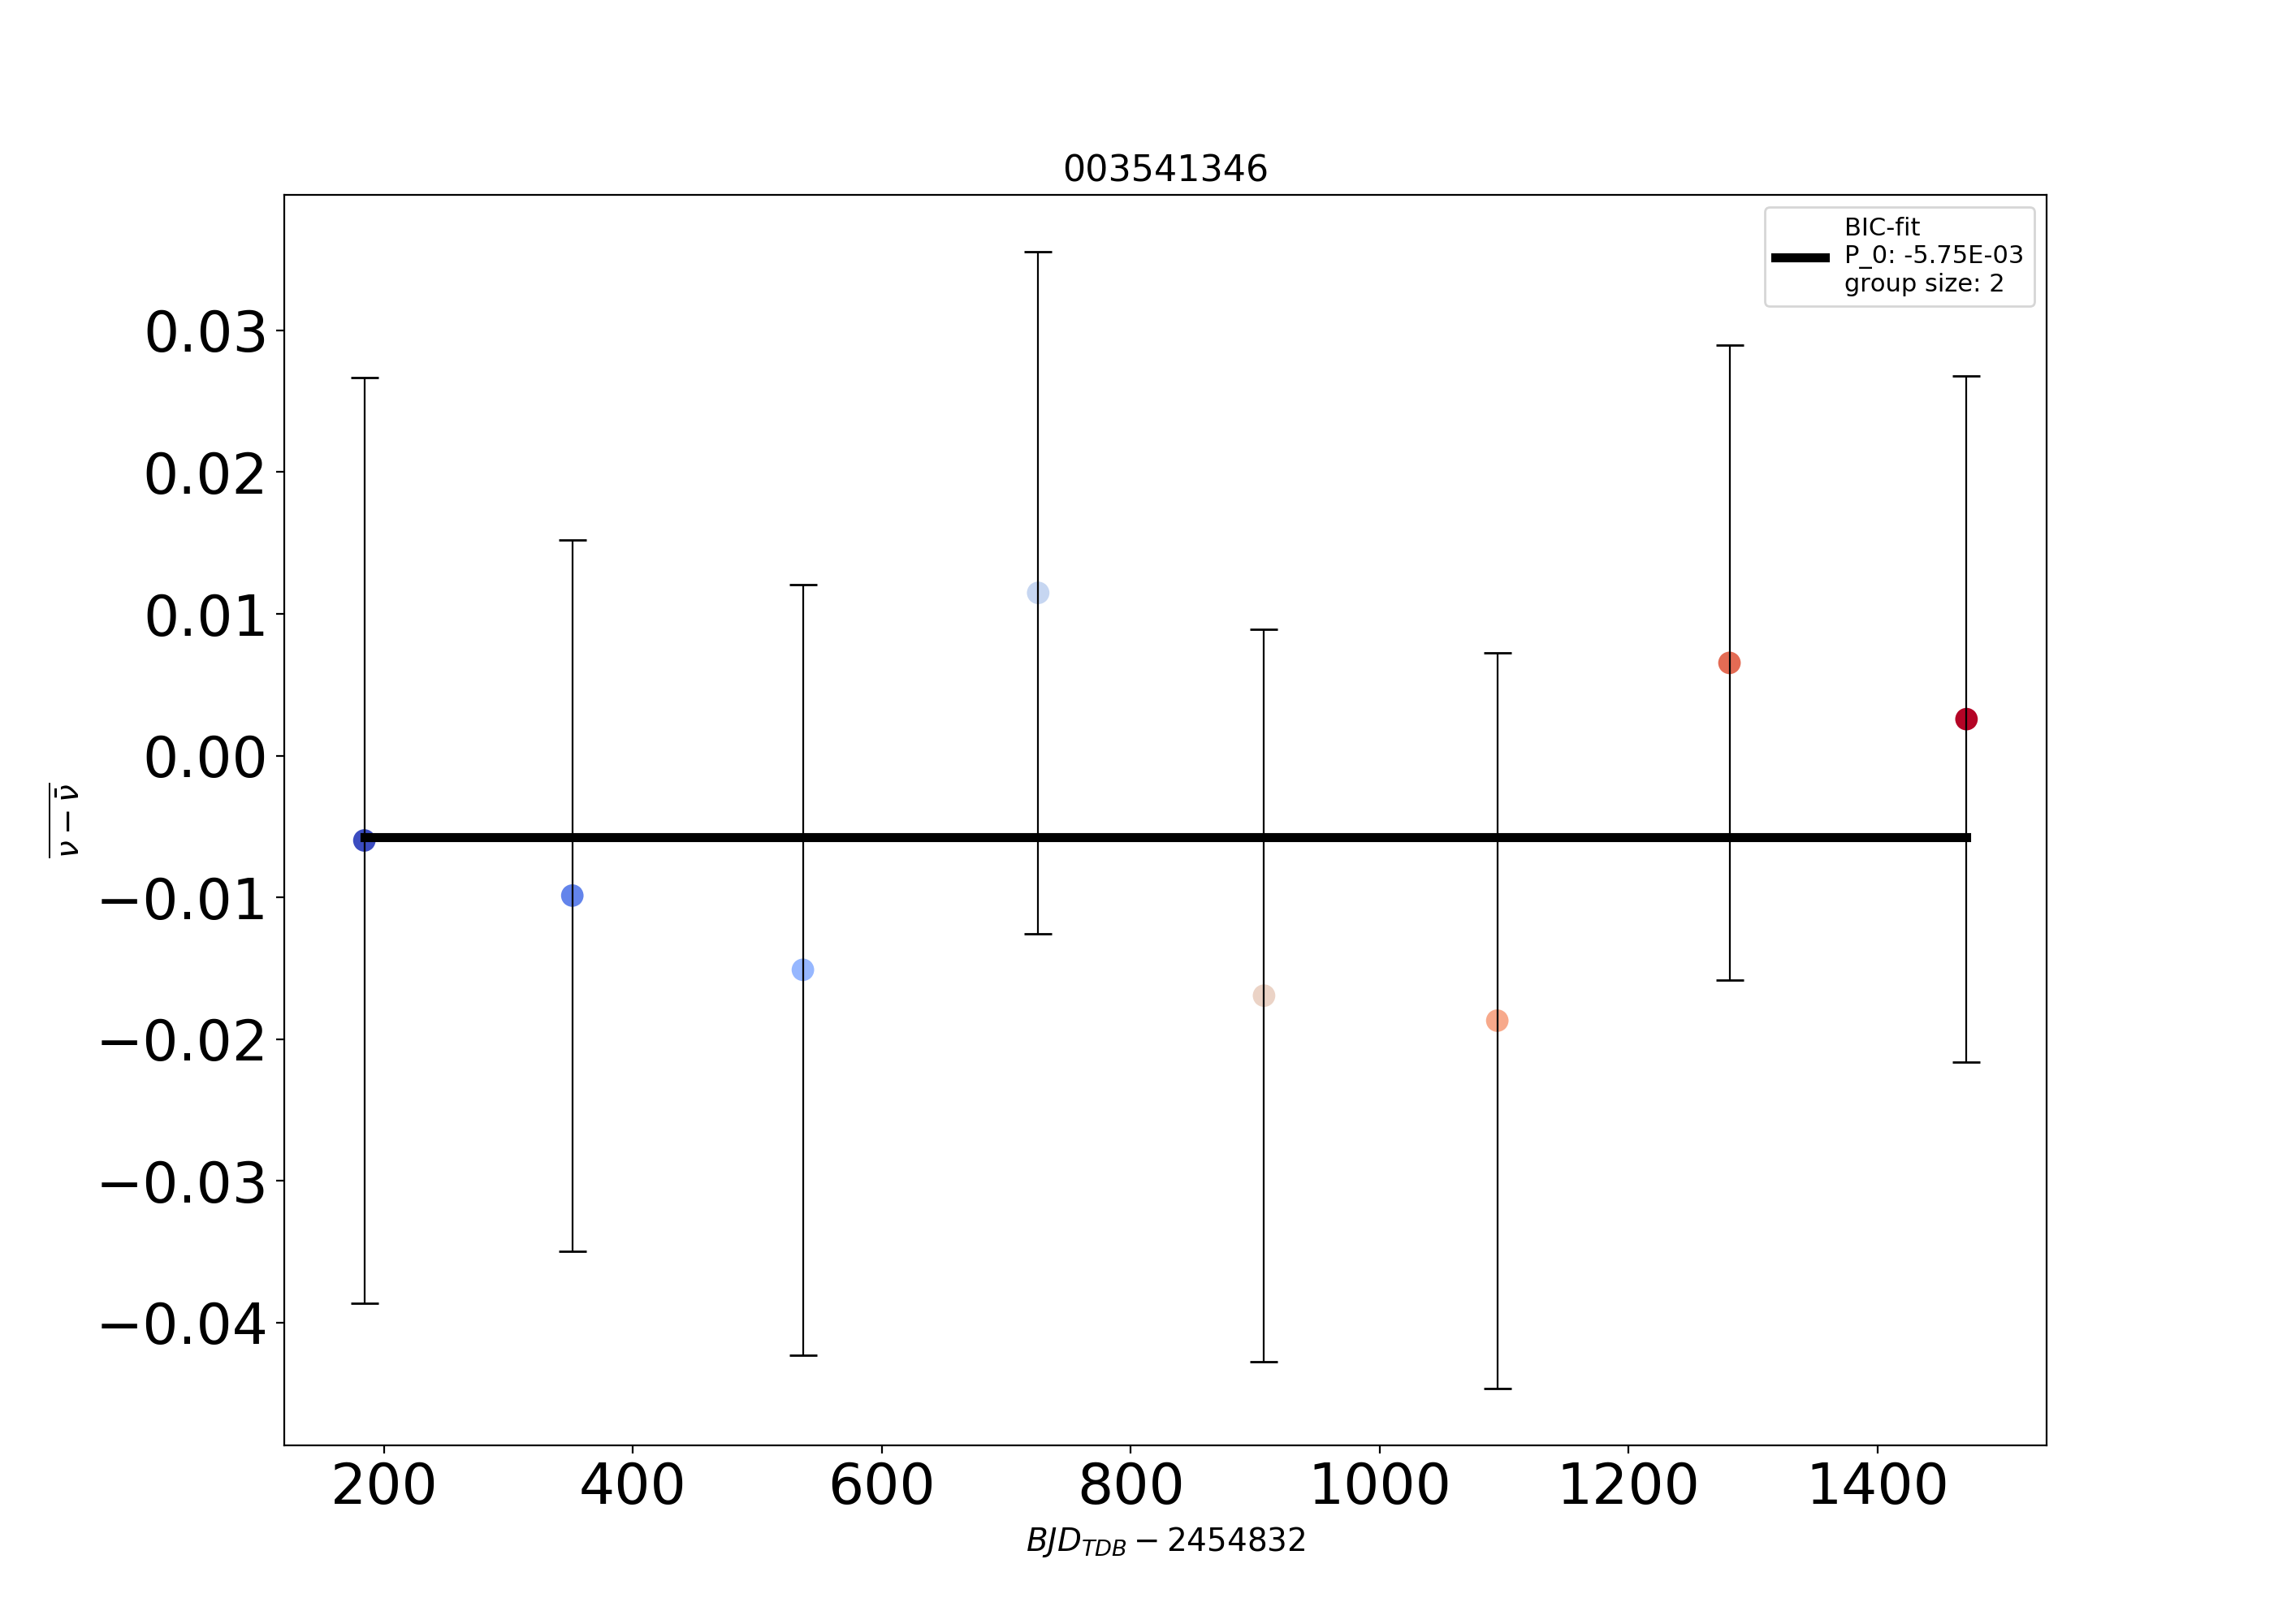 003541346
BIC-fit
P_0: -5.75E-03
group size: 2
0.03
0.02
0.01
0.00
−0.01
−0.02
−0.03
−0.04
ν − ν̄
200 400 600 800 1000 1200 1400
BJD_TDB − 2454832